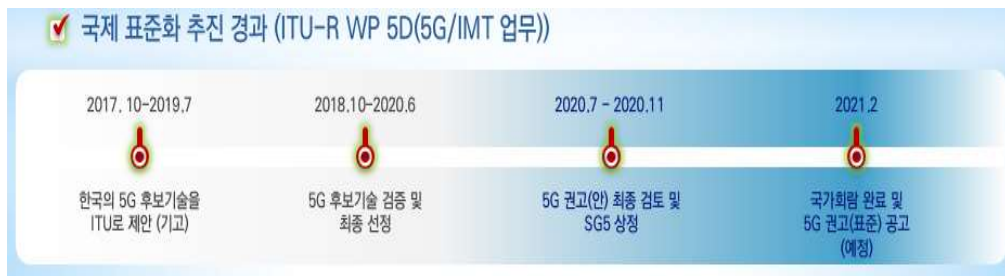 국제 표준화 추진 경과 (ITU-R WP 5D(5G/IMT 업무))
2017. 10-2019.7
2018.10-2020.6
2020.7 - 2020.11
2021.2
한국의 5G 후보기술을
ITU로 제안 (기고)
5G 후보기술 검증 및
최종 선정
5G 권고(안) 최종 검토 및
SG5 상정
국가회람 완료 및
5G 권고(표준) 공고
(예정)